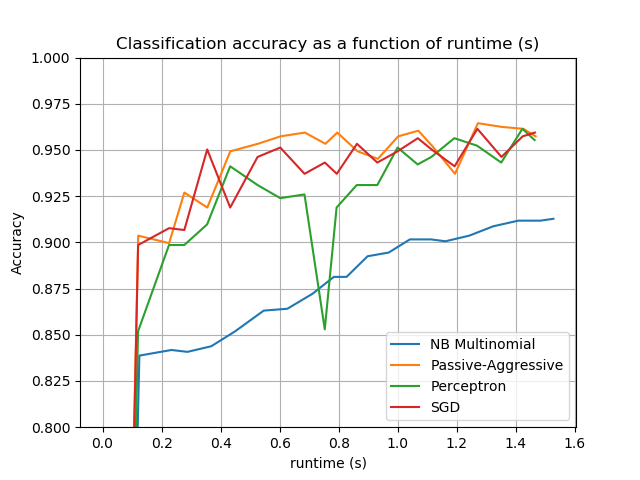 Classification accuracy as a function of runtime (s)
1.000
0.975
0.950
0.925
0.900
0.875
0.850
0.825
0.800
Accuracy
NB Multinomial
Passive-Aggressive
Perceptron
SGD
0.0 0.2 0.4 0.6 0.8 1.0 1.2 1.4 1.6
runtime (s)